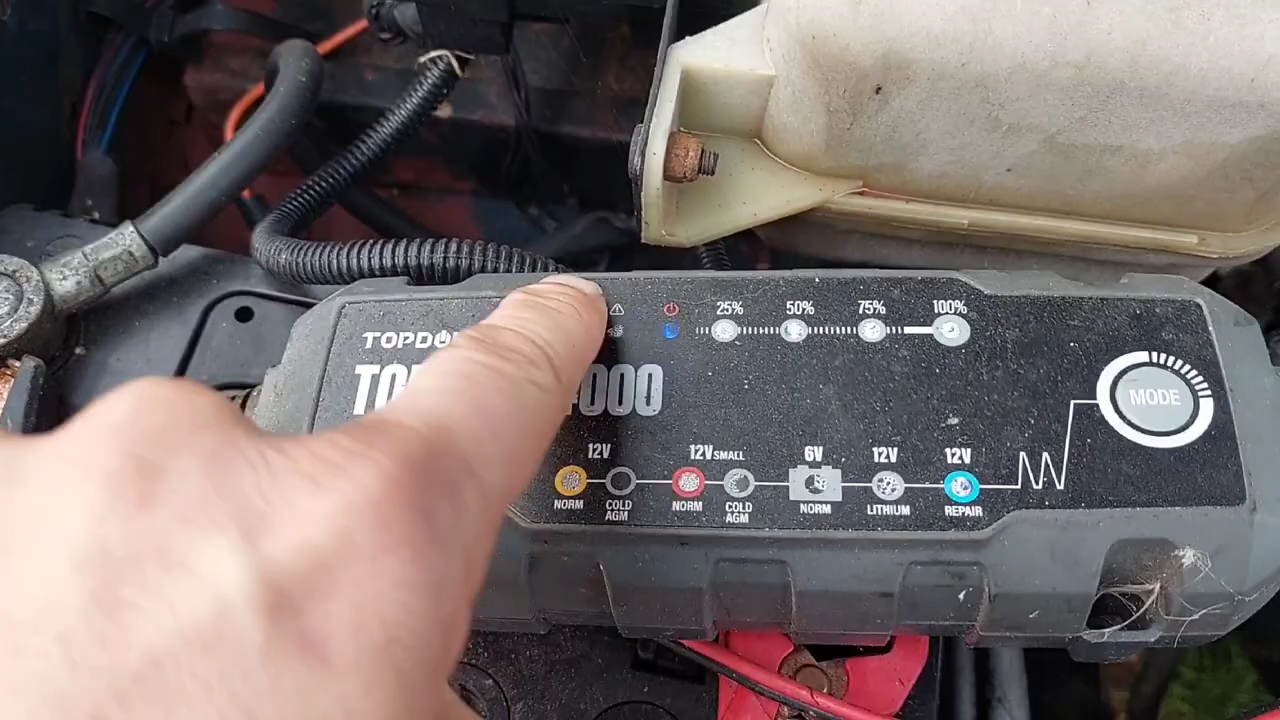 TOPDO
25% 50% 75% 100%
000
MODE
12V 12V SMALL 6V 12V 12V
NORM COLD AGM NORM COLD AGM NORM LITHIUM REPAIR